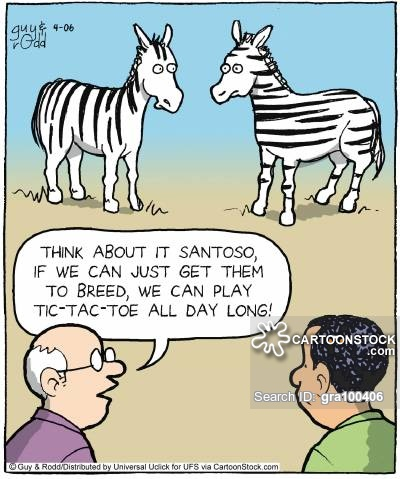 guy &
rodd
4-06
THINK ABOUT IT SANTOSO,
IF WE CAN JUST GET THEM
TO BREED, WE CAN PLAY
TIC-TAC-TOE ALL DAY LONG!
CARTOONSTOCK
.com
Search ID: gra100406
© Guy & Rodd/Distributed by Universal Uclick for UFS via CartoonStock.com